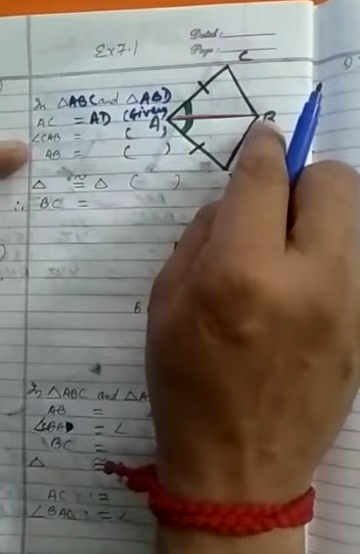 Dated:
Page:
Ex 7.1
C
In △ABC and △ABD
AC = AD (Given)
A
B
∠CAB = ( )
AB = ( )
△ ≅ △ ( )
∴ BC =
In △ABC and △A
AB =
∠BAD = ∠
BC =
△ ≅
AC =
∠BAC = ∠